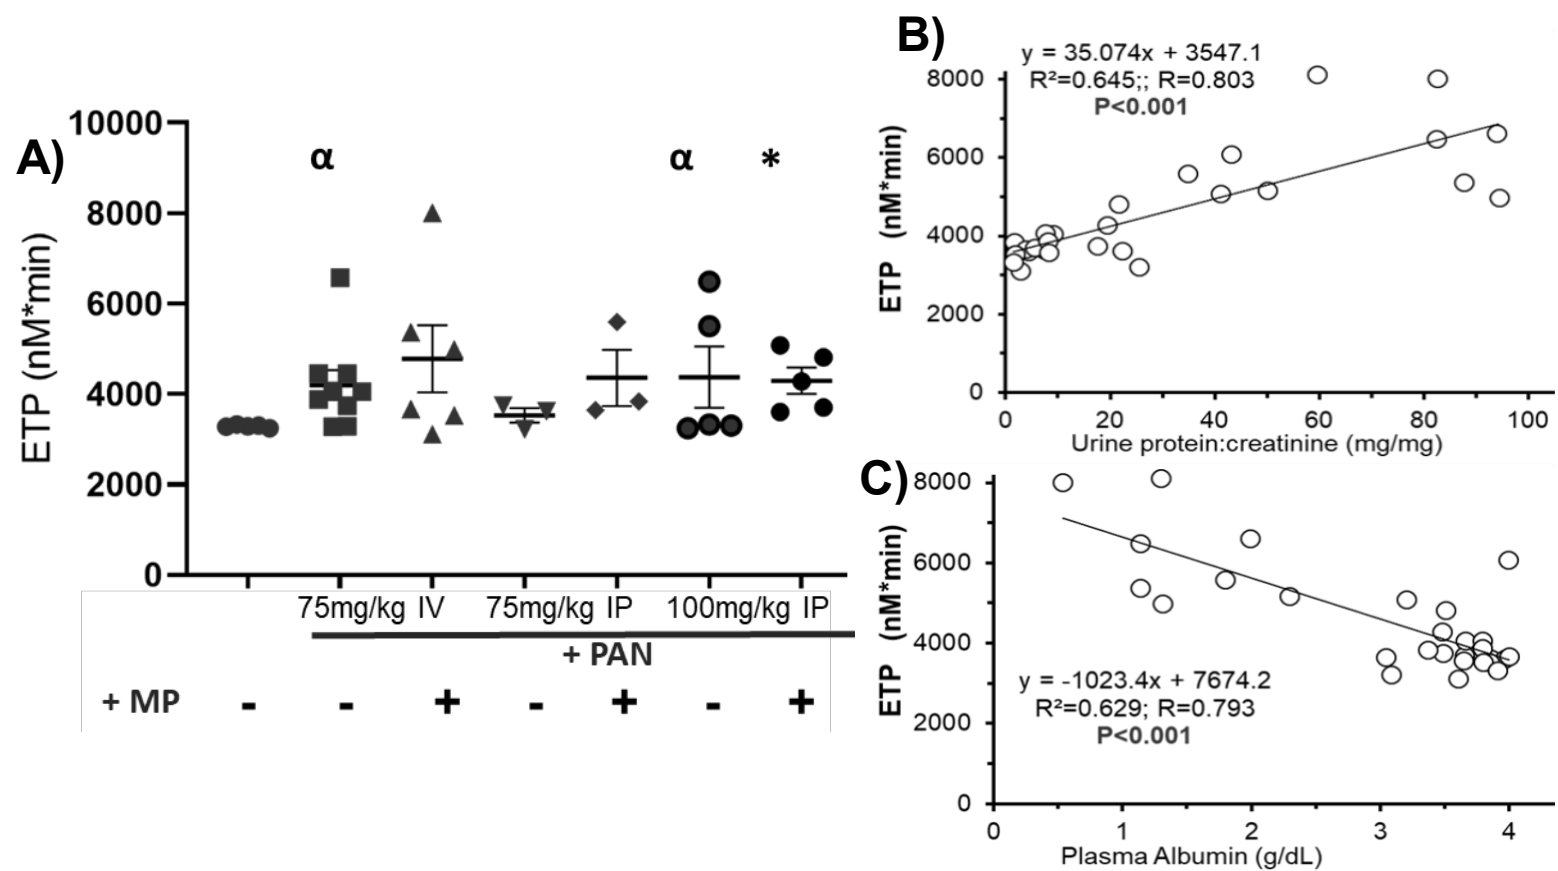 A)
ETP (nM*min)
10000
8000
6000
4000
2000
0
α
α *
75mg/kg IV 75mg/kg IP 100mg/kg IP
+ PAN
+ MP - - + - + - +
B)
y = 35.074x + 3547.1
R²=0.645;; R=0.803
P<0.001
ETP (nM*min)
8000
6000
4000
2000
0
0 20 40 60 80 100
Urine protein:creatinine (mg/mg)
C)
ETP (nM*min)
8000
6000
4000
2000
0
y = -1023.4x + 7674.2
R²=0.629; R=0.793
P<0.001
0 1 2 3 4
Plasma Albumin (g/dL)